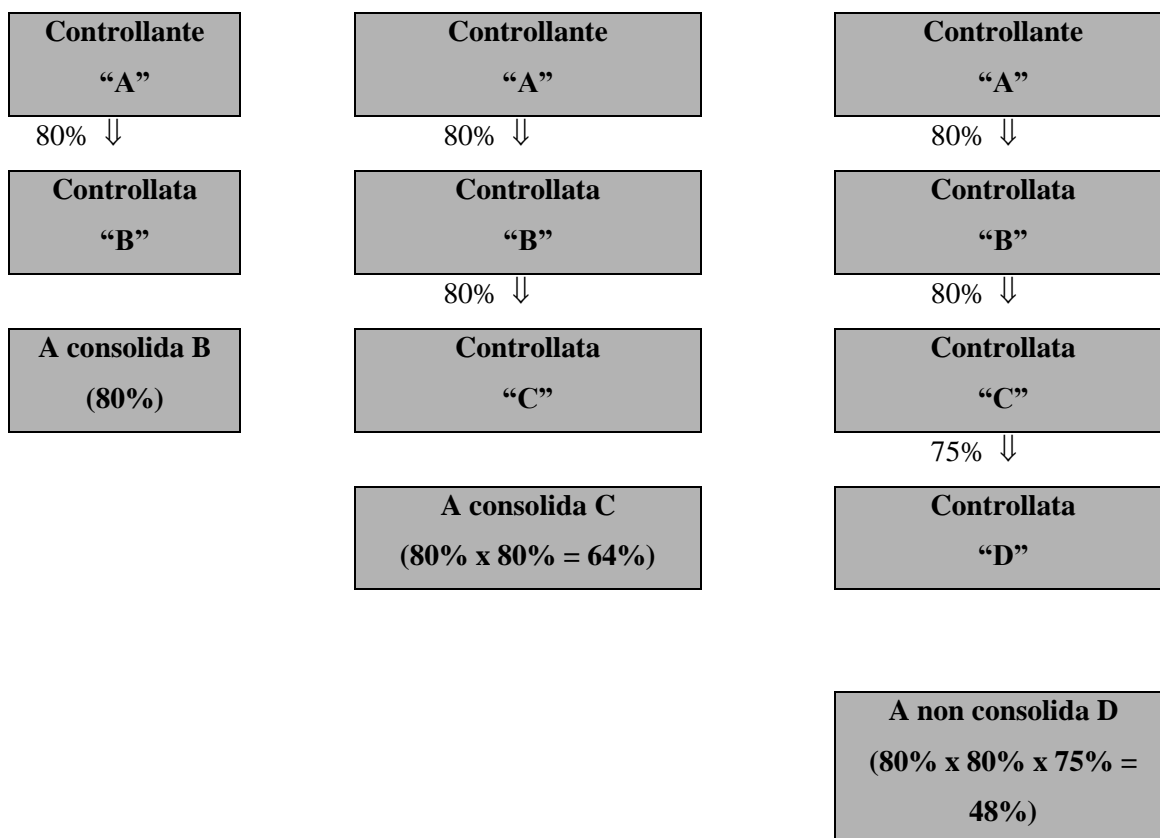 Controllante
“A”
80% ⇓
Controllata
“B”
A consolida B
(80%)
Controllante
“A”
80% ⇓
Controllata
“B”
80% ⇓
Controllata
“C”
A consolida C
(80% x 80% = 64%)
Controllante
“A”
80% ⇓
Controllata
“B”
80% ⇓
Controllata
“C”
75% ⇓
Controllata
“D”
A non consolida D
(80% x 80% x 75% =
48%)